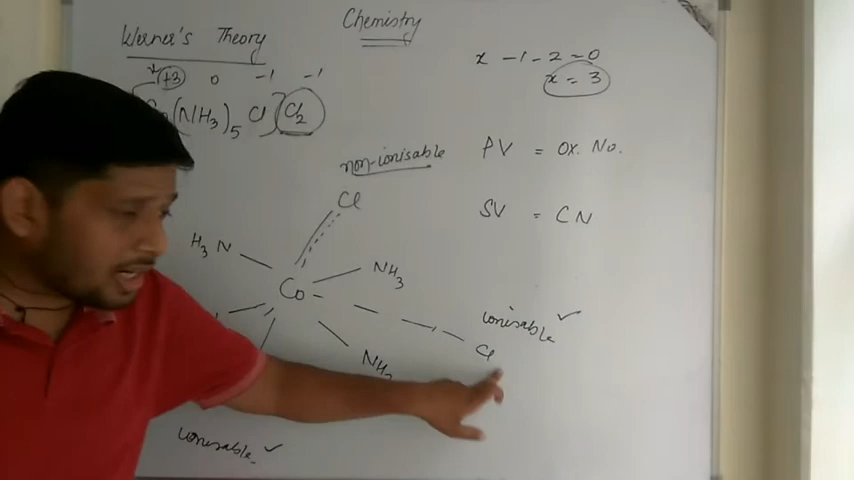 Chemistry
Werner's Theory
x -1 -2 = 0
x = 3
+3 0 -1 -1
(NH3)5 Cl] Cl2
PV = OX. No.
non-ionisable
SV = CN
Cl
H3N
NH3
Co
ionisable ✓
Cl
NH3
ionisable ✓